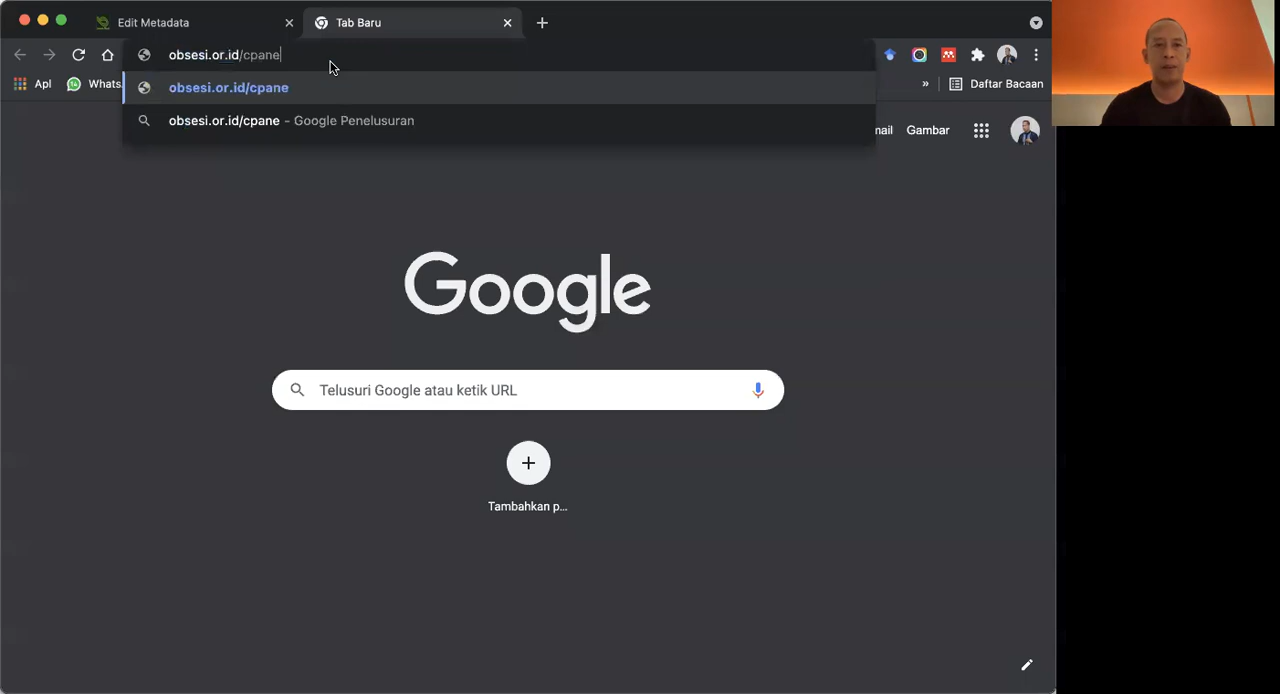 Edit Metadata
Tab Baru
obsesi.or.id/cpane
Apl
Whats
obsesi.or.id/cpane
obsesi.or.id/cpane - Google Penelusuran
»
Daftar Bacaan
mail
Gambar
Google
Telusuri Google atau ketik URL
Tambahkan p...